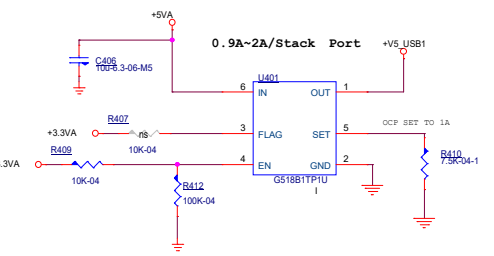 +5VA
0.9A~2A/Stack Port
+V5_USB1
C406
10u-6.3-06-M5
U401
6 IN OUT 1
R407
OCP SET TO 1A
+3.3VA
ns
3 FLAG SET 5
10K-04
R409
.3VA
4 EN GND 2
R410
7.5K-04-1
10K-04
R412
100K-04
G518B1TP1U
I